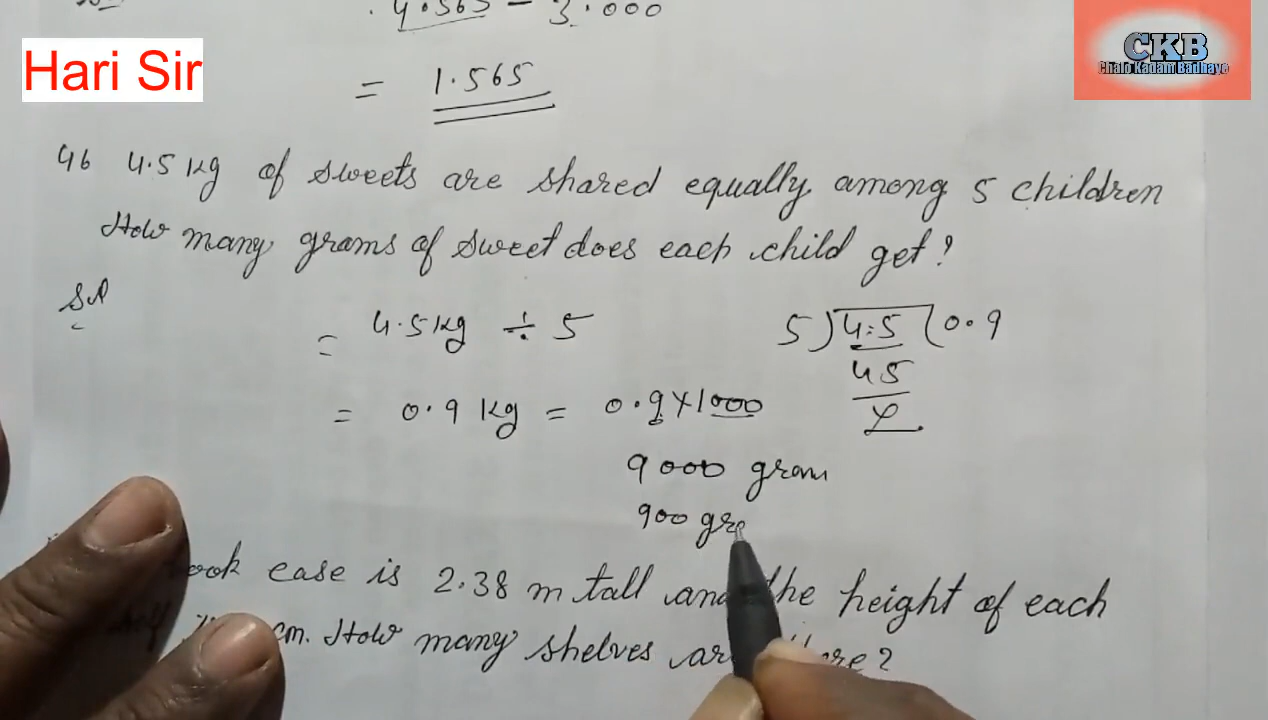 4.565 - 3.000
Hari Sir
CKB
Chalo Kadam Badhaye
= 1.565
46 4.5 kg of sweets are shared equally among 5 children
How many grams of sweet does each child get?
Sol
= 4.5 kg ÷ 5
5 ) 4.5 ( 0.9
45
= 0.9 kg = 0.9 x 1000
9000 gram
900 gra
ook case is 2.38 m tall and the height of each
cm. How many shelves are there?